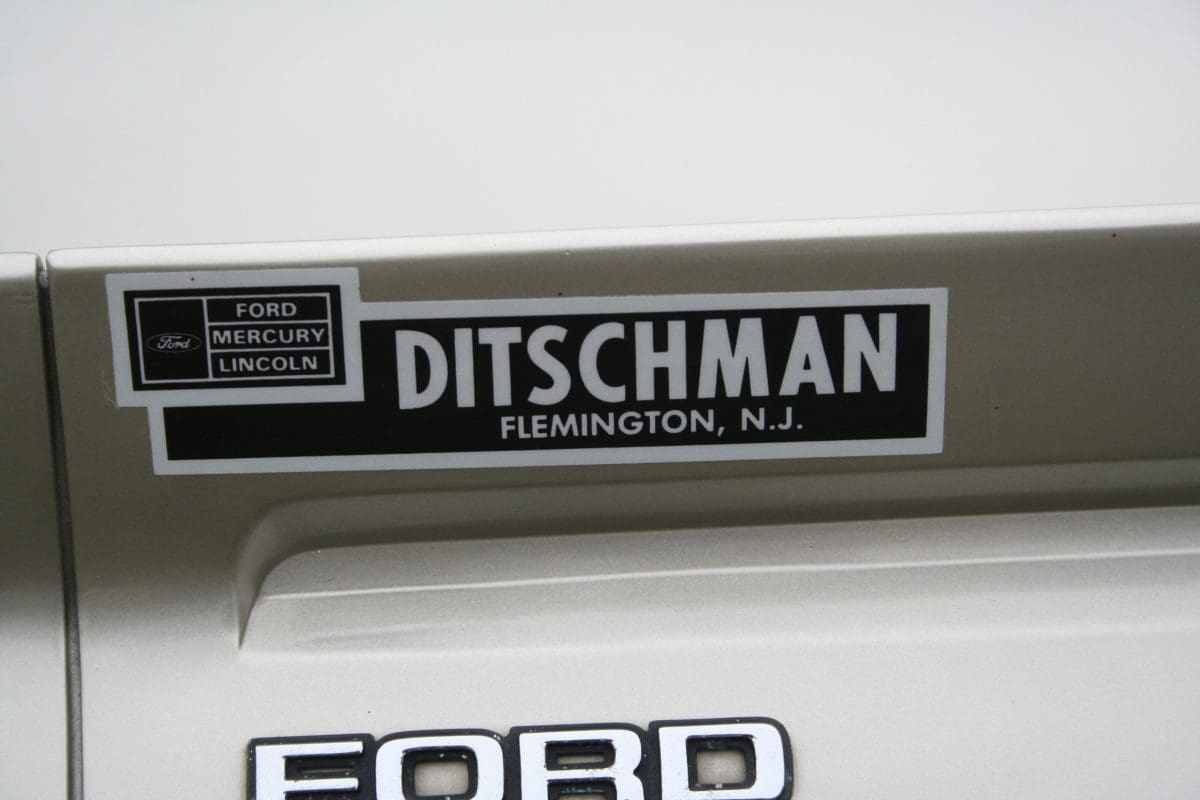 Ford
FORD
MERCURY
LINCOLN
DITSCHMAN
FLEMINGTON, N.J.
FORD